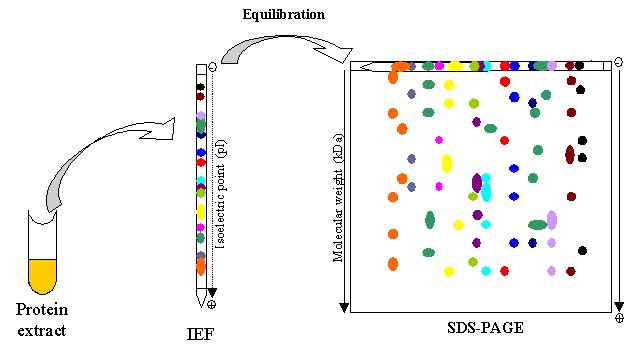 Equilibration
Isoelectric point (pI)
Molecular weight (kDa)
Protein
extract
IEF
SDS-PAGE